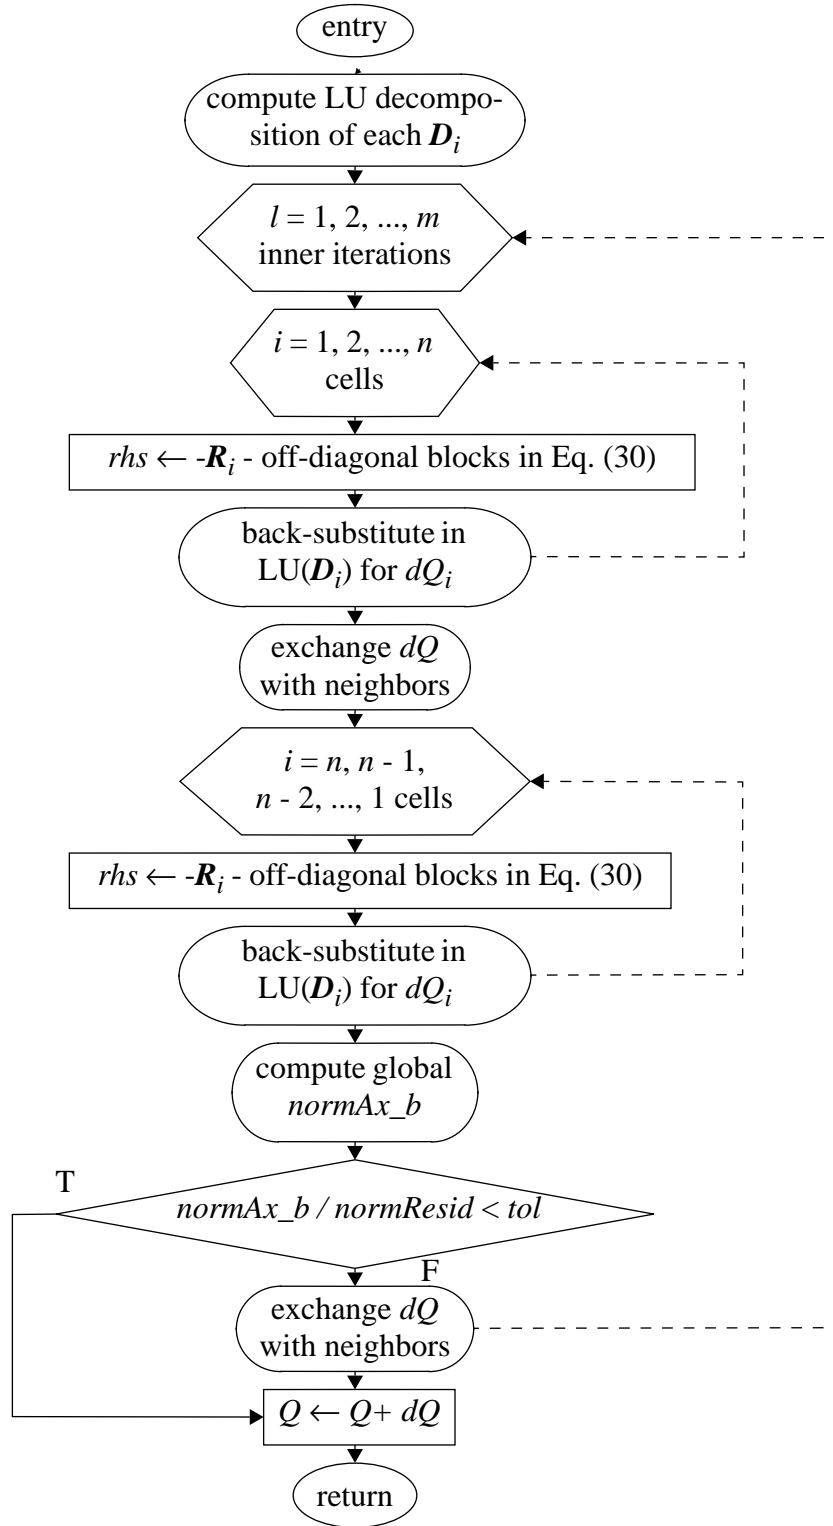 entry
compute LU decompo-
sition of each D_i
l = 1, 2, ..., m
inner iterations
i = 1, 2, ..., n
cells
rhs ← -R_i - off-diagonal blocks in Eq. (30)
back-substitute in
LU(D_i) for dQ_i
exchange dQ
with neighbors
i = n, n - 1,
n - 2, ..., 1 cells
rhs ← -R_i - off-diagonal blocks in Eq. (30)
back-substitute in
LU(D_i) for dQ_i
compute global
normAx_b
T
normAx_b / normResid < tol
F
exchange dQ
with neighbors
Q ← Q + dQ
return